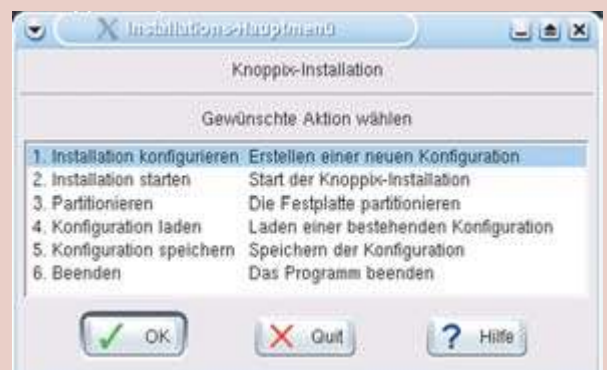 Installations-Hauptmenü
Knoppix-Installation
Gewünschte Aktion wählen
1. Installation konfigurieren Erstellen einer neuen Konfiguration
2. Installation starten Start der Knoppix-Installation
3. Partitionieren Die Festplatte partitionieren
4. Konfiguration laden Laden einer bestehenden Konfiguration
5. Konfiguration speichern Speichern der Konfiguration
6. Beenden Das Programm beenden
OK Quit Hilfe